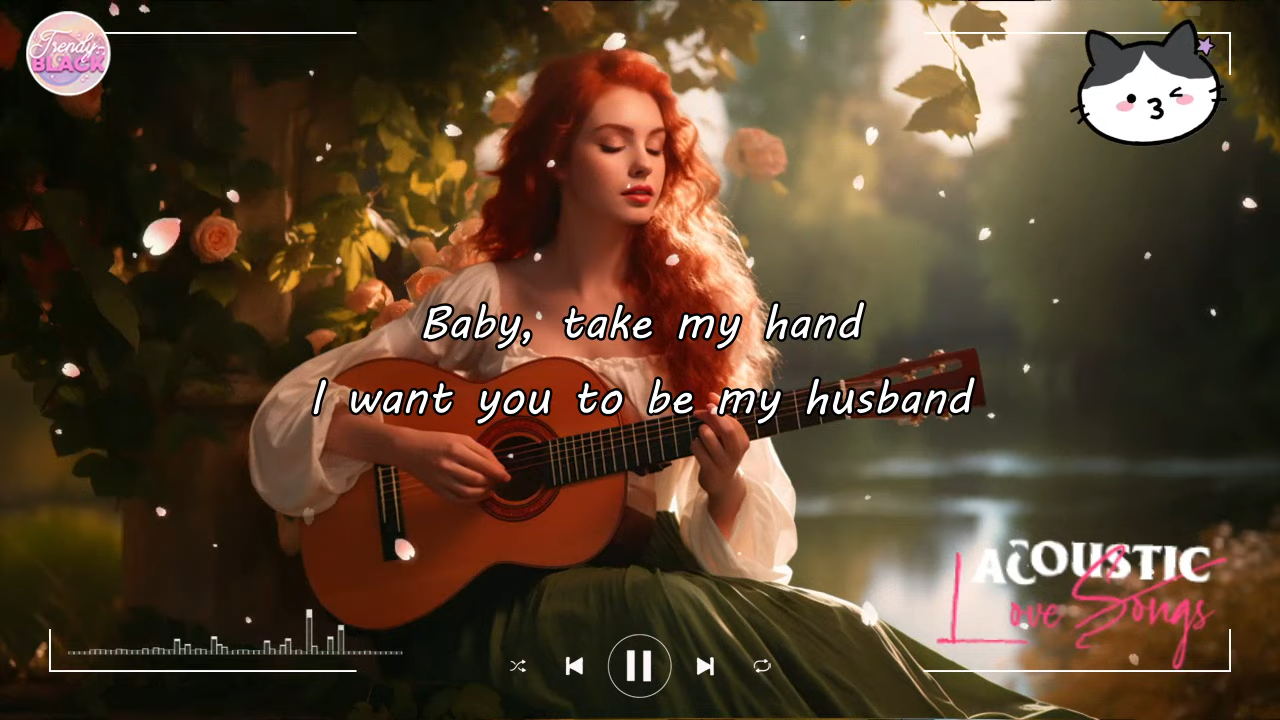 Trendy
BLACK
Baby, take my hand
I want you to be my husband
ACOUSTIC
Love Songs